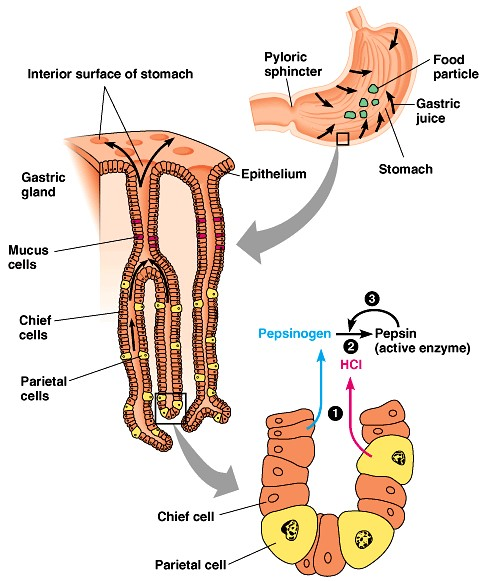 Interior surface of stomach
Pyloric
sphincter
Food
particle
Gastric
juice
Stomach
Epithelium
Gastric
gland
Mucus
cells
Chief
cells
Parietal
cells
3
Pepsinogen
Pepsin
(active enzyme)
2
HCl
1
Chief cell
Parietal cell